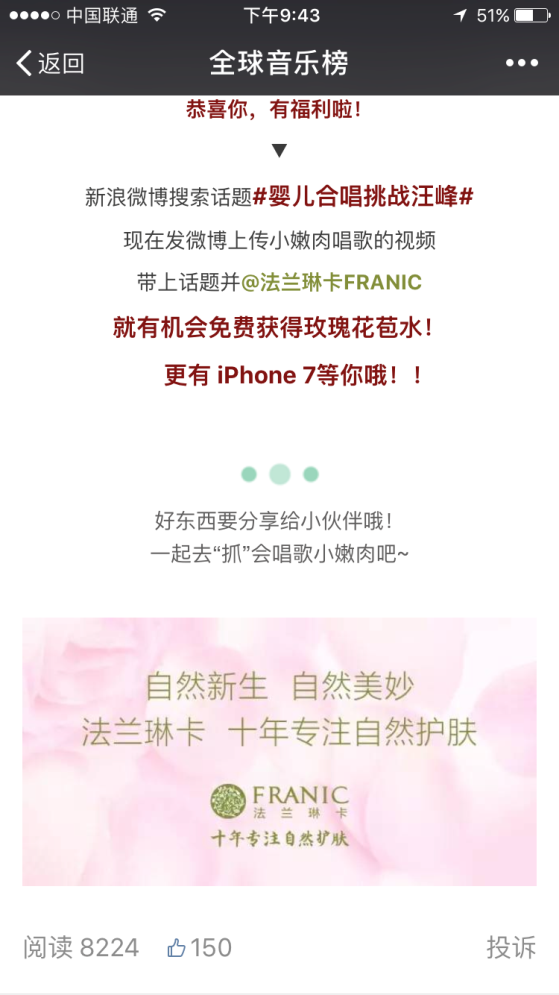 中国联通 下午9:43 51%
返回 全球音乐榜
恭喜你，有福利啦！
新浪微博搜索话题#婴儿合唱挑战汪峰#
现在发微博上传小嫩肉唱歌的视频
带上话题并@法兰琳卡FRANIC
就有机会免费获得玫瑰花苞水！
更有 iPhone 7等你哦！！
好东西要分享给小伙伴哦！
一起去“抓”会唱歌小嫩肉吧~
自然新生 自然美妙
法兰琳卡 十年专注自然护肤
FRANIC
法兰琳卡
十年专注自然护肤
阅读 8224 150 投诉